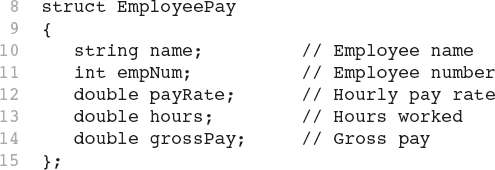 8 struct EmployeePay
9 {
10 string name; // Employee name
11 int empNum; // Employee number
12 double payRate; // Hourly pay rate
13 double hours; // Hours worked
14 double grossPay; // Gross pay
15 };